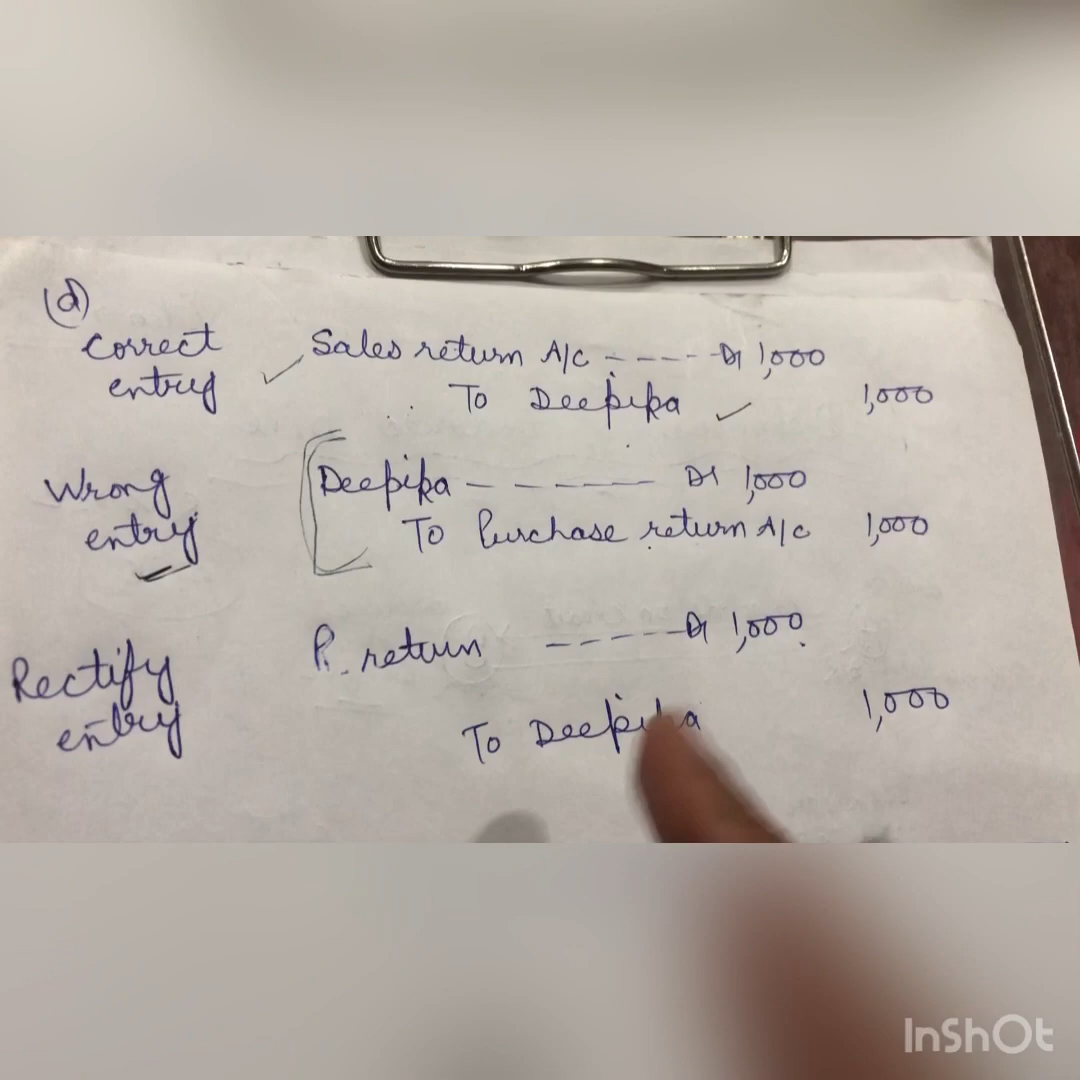 (d)
Correct entry Sales return A/c ----- Dr 1,000
To Deepika 1,000
Wrong entry Deepika ------- Dr 1,000
To Purchase return A/c 1,000
Rectify entry P. return ----- Dr 1,000
To Deepika 1,000
InShOt